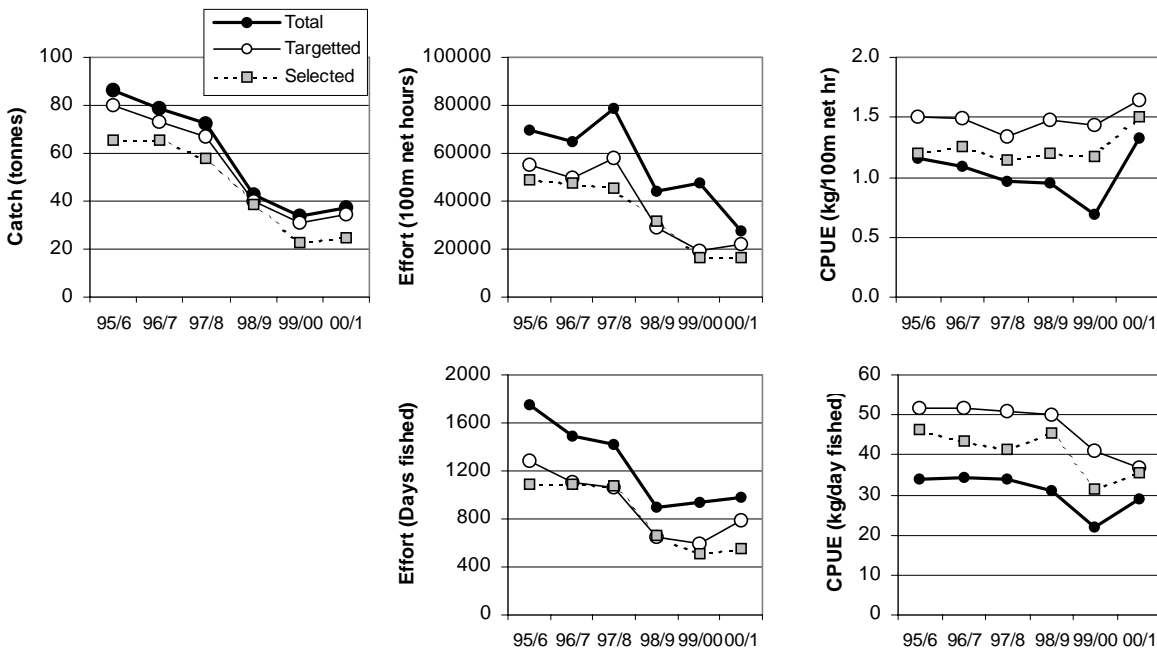 Total
Targetted
Selected
Catch (tonnes)
100
80
60
40
20
0
95/6 96/7 97/8 98/9 99/00 00/1
Effort (100m net hours)
100000
80000
60000
40000
20000
0
95/6 96/7 97/8 98/9 99/00 00/1
CPUE (kg/100m net hr)
2.0
1.5
1.0
0.5
0.0
95/6 96/7 97/8 98/9 99/00 00/1
Effort (Days fished)
2000
1600
1200
800
400
0
95/6 96/7 97/8 98/9 99/00 00/1
CPUE (kg/day fished)
60
50
40
30
20
10
0
95/6 96/7 97/8 98/9 99/00 00/1